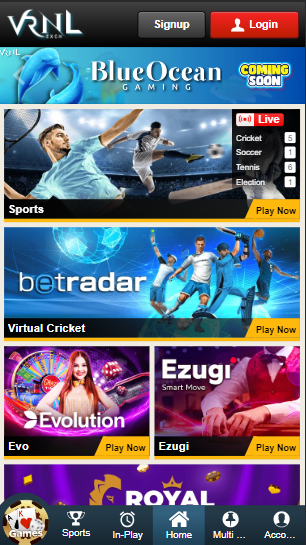 VRNL
EXCH
Signup
Login
VRNL
BlueOcean
GAMING
COMING
SOON
Live
Cricket 5
Soccer 1
Tennis 6
Election 1
Sports
Play Now
betradar
Virtual Cricket
Play Now
Evolution
Evo
Play Now
Ezugi
Smart Move
Ezugi
Play Now
ROYAL
Games
Sports
In-Play
Home
Multi ...
Acco...